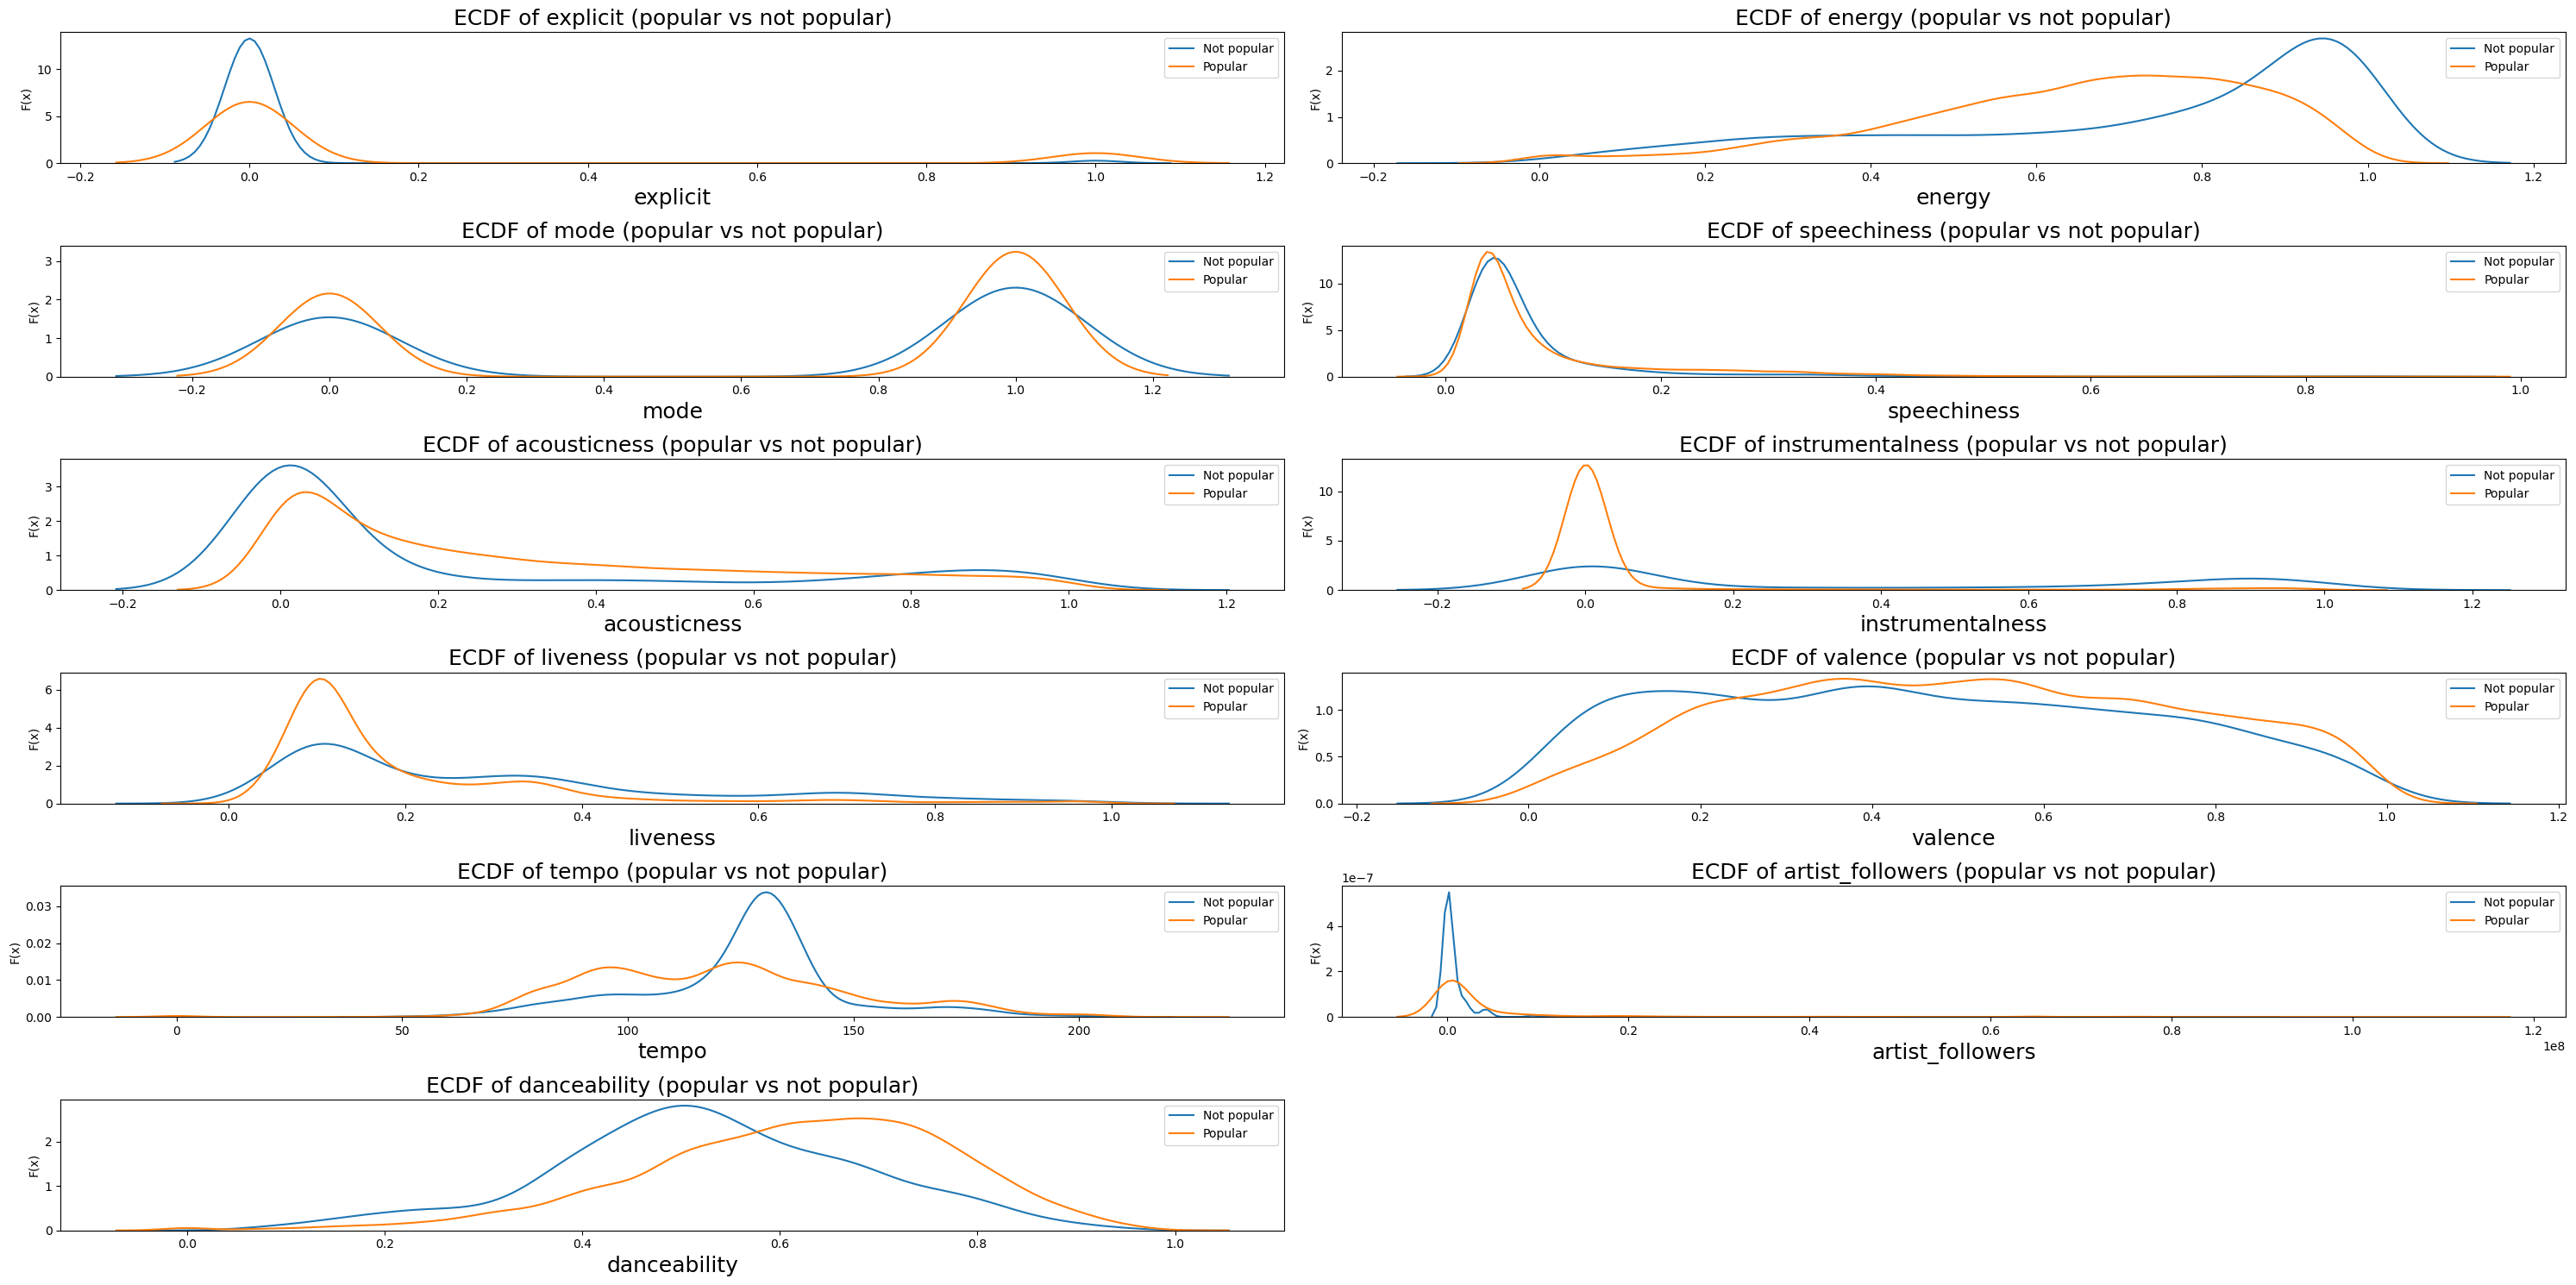 ECDF of explicit (popular vs not popular)
F(x)
10
5
0
Not popular
Popular
−0.2 0.0 0.2 0.4 0.6 0.8 1.0 1.2
explicit
ECDF of energy (popular vs not popular)
F(x)
2
1
0
Not popular
Popular
−0.2 0.0 0.2 0.4 0.6 0.8 1.0 1.2
energy
ECDF of mode (popular vs not popular)
F(x)
3
2
1
0
Not popular
Popular
−0.2 0.0 0.2 0.4 0.6 0.8 1.0 1.2
mode
ECDF of speechiness (popular vs not popular)
F(x)
10
5
0
Not popular
Popular
0.0 0.2 0.4 0.6 0.8 1.0
speechiness
ECDF of acousticness (popular vs not popular)
F(x)
3
2
1
0
Not popular
Popular
−0.2 0.0 0.2 0.4 0.6 0.8 1.0 1.2
acousticness
ECDF of instrumentalness (popular vs not popular)
F(x)
10
5
0
Not popular
Popular
−0.2 0.0 0.2 0.4 0.6 0.8 1.0 1.2
instrumentalness
ECDF of liveness (popular vs not popular)
F(x)
6
4
2
0
Not popular
Popular
0.0 0.2 0.4 0.6 0.8 1.0
liveness
ECDF of valence (popular vs not popular)
F(x)
1.0
0.5
0.0
Not popular
Popular
−0.2 0.0 0.2 0.4 0.6 0.8 1.0 1.2
valence
ECDF of tempo (popular vs not popular)
F(x)
0.03
0.02
0.01
0.00
Not popular
Popular
0 50 100 150 200
tempo
ECDF of artist_followers (popular vs not popular)
1e−7
F(x)
4
2
0
Not popular
Popular
0.0 0.2 0.4 0.6 0.8 1.0 1.2
1e8
artist_followers
ECDF of danceability (popular vs not popular)
F(x)
2
1
0
Not popular
Popular
0.0 0.2 0.4 0.6 0.8 1.0
danceability